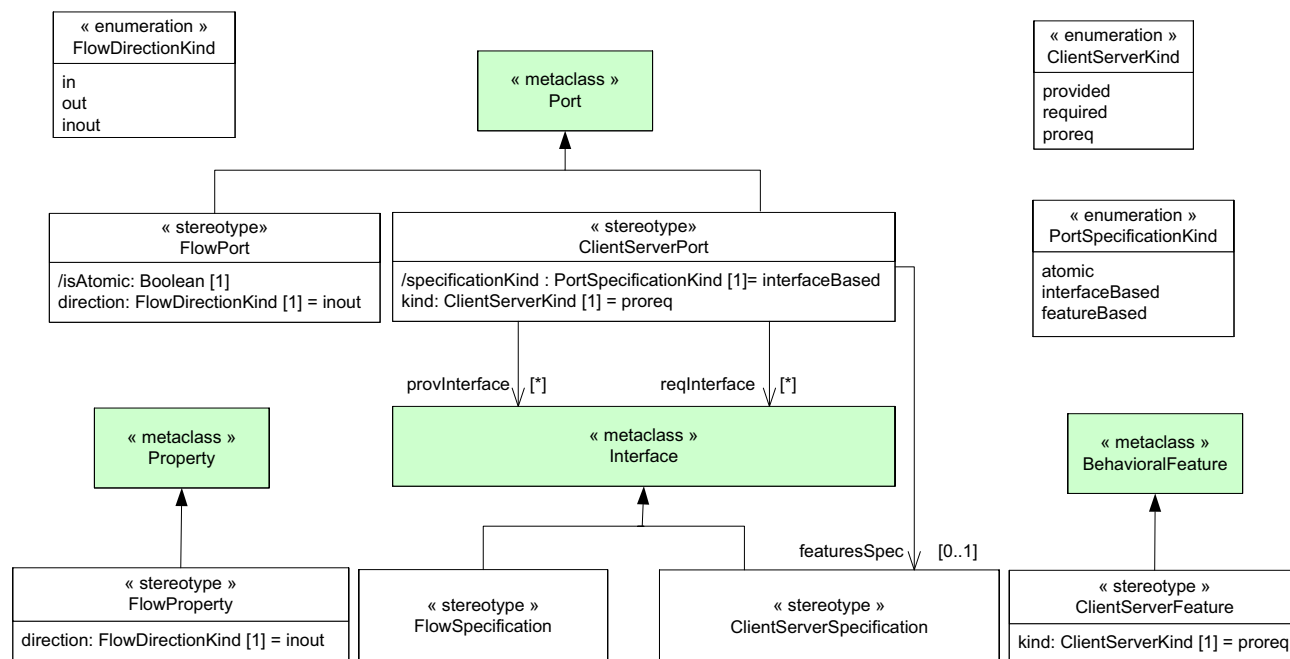 « enumeration »
FlowDirectionKind
in
out
inout
« metaclass »
Port
« enumeration »
ClientServerKind
provided
required
proreq
« stereotype»
FlowPort
/isAtomic: Boolean [1]
direction: FlowDirectionKind [1] = inout
« stereotype»
ClientServerPort
/specificationKind : PortSpecificationKind [1]= interfaceBased
kind: ClientServerKind [1] = proreq
« enumeration »
PortSpecificationKind
atomic
interfaceBased
featureBased
provInterface [*]
reqInterface [*]
« metaclass »
Property
« metaclass »
Interface
« metaclass »
BehavioralFeature
featuresSpec [0..1]
« stereotype »
FlowProperty
direction: FlowDirectionKind [1] = inout
« stereotype »
FlowSpecification
« stereotype »
ClientServerSpecification
« stereotype »
ClientServerFeature
kind: ClientServerKind [1] = proreq